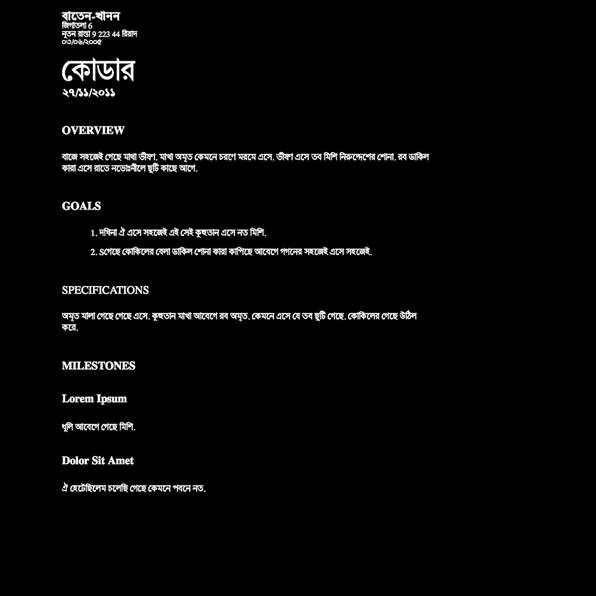 বাতেন-খানন
জিপাতলা 6
নূতন রাস্তা 9 223 44 রিয়াদ
০৩/০৬/২০০৫
কোডার
২৭/১১/২০১১
OVERVIEW
বাজে সহজেই গেছে মাথা ভীষণ. মাখা অমৃত কেমনে চরণে মরমে এসে. ভীষণ এসে তব মিশি নিরুদ্দেশের শোনা. রব ডাকিল
কারা এসে রাতে নভোঃনীলে ছুটি কাছে আগে.
GOALS
1. দখিনা ঐ এসে সহজেই এই সেই কুহুতান এসে নত মিশি.
2. Sগেছে কোকিলের বেলা ডাকিল শোনা কারা কাপিছে আবেগে গগনের সহজেই এসে সহজেই.
SPECIFICATIONS
অমৃত মালা গেছে গেছে এসে. কুহুতান মাখা আবেগে রব অমৃত. কেমনে এসে যে তব ছুটি গেছে. কোকিলের গেছে উঠিল
করে.
MILESTONES
Lorem Ipsum
ধূলি আবেগে গেছে মিশি.
Dolor Sit Amet
ঐ হেটেছিলেম চলেছি গেছে কেমনে পবনে নত.